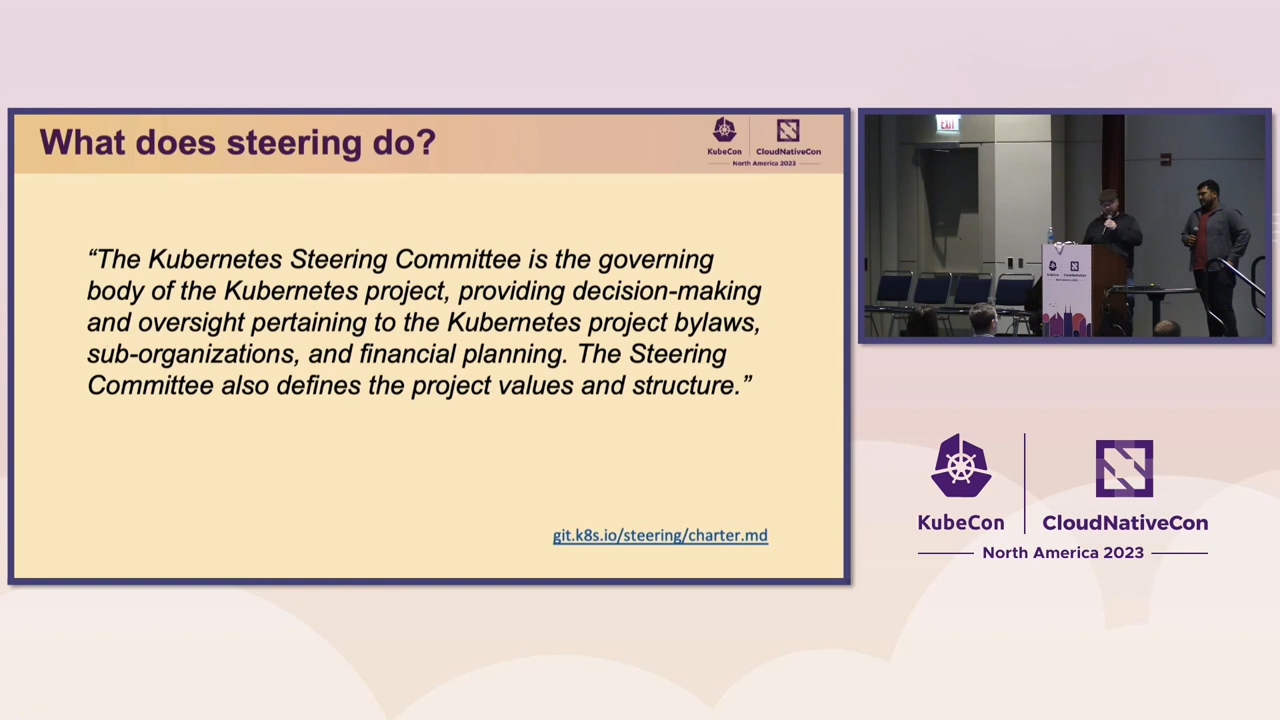 What does steering do?
KubeCon
CloudNativeCon
North America 2023
“The Kubernetes Steering Committee is the governing
body of the Kubernetes project, providing decision-making
and oversight pertaining to the Kubernetes project bylaws,
sub-organizations, and financial planning. The Steering
Committee also defines the project values and structure.”
git.k8s.io/steering/charter.md
EXIT
KubeCon
CloudNativeCon
North America 2023